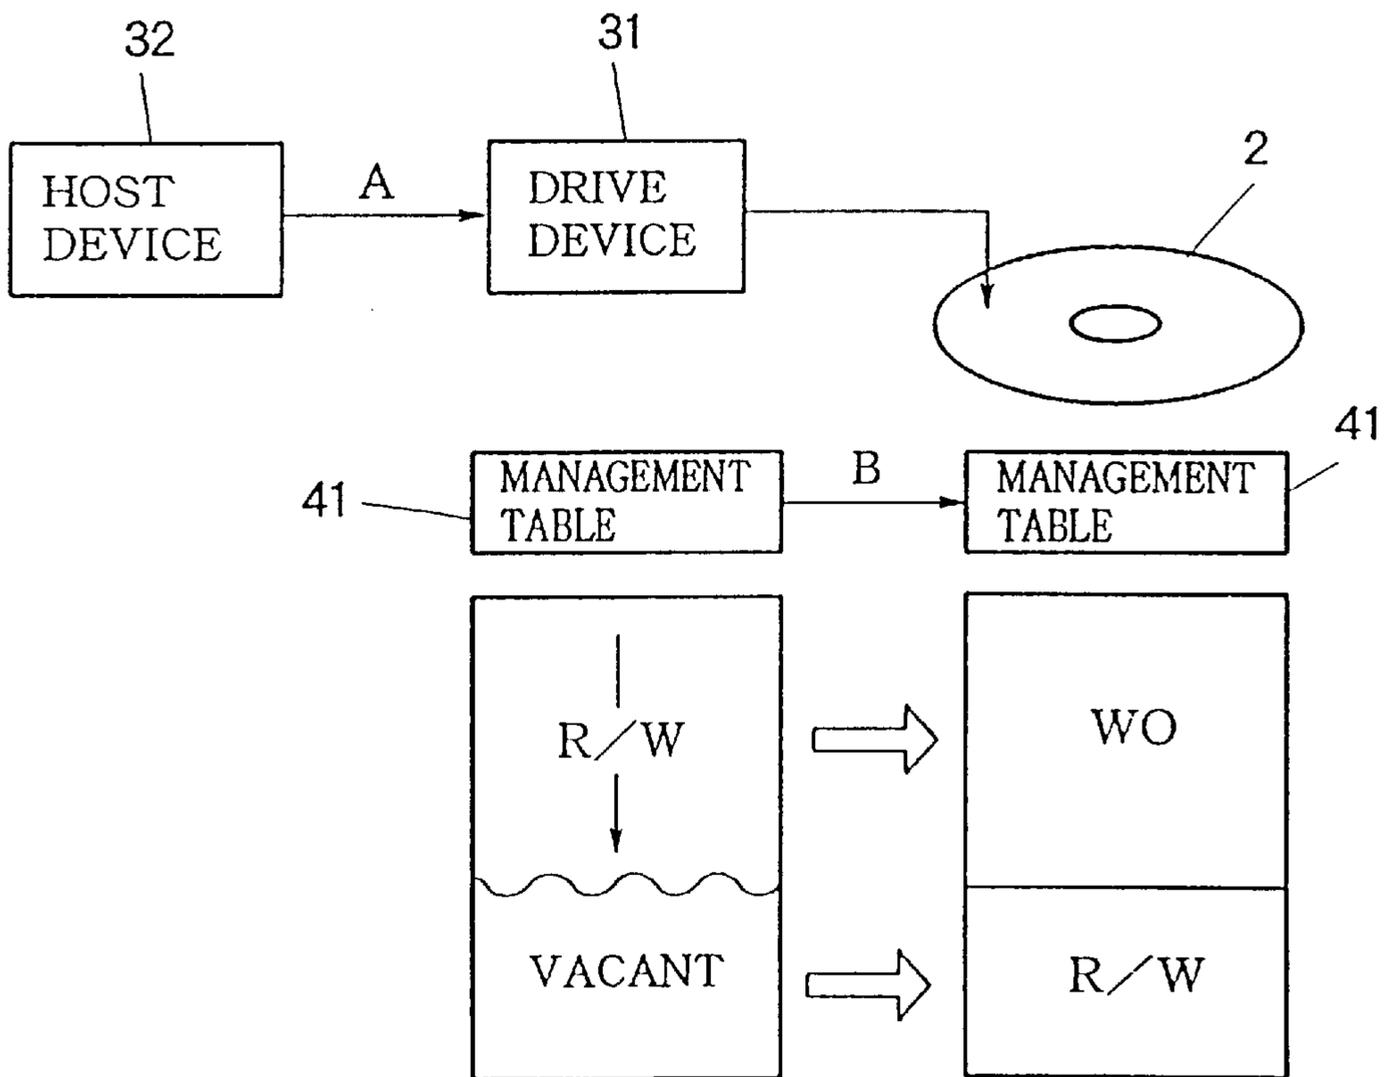 32
31
2
HOST
DEVICE
A
DRIVE
DEVICE
41
MANAGEMENT
TABLE
B
MANAGEMENT
TABLE
41
R/W
WO
VACANT
R/W